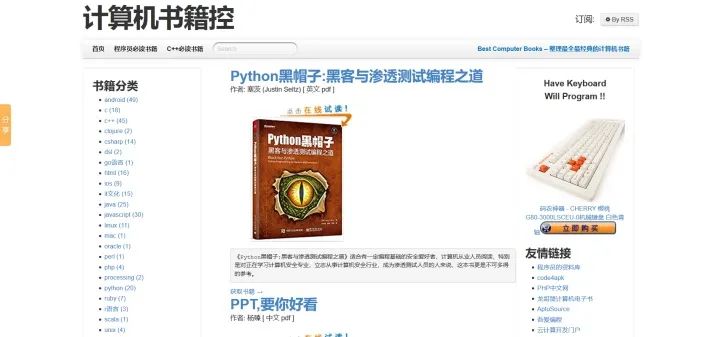 计算机书籍控
订阅:
By RSS
首页 程序员必读书籍 C++必读书籍
Search
Best Computer Books – 整理最全最经典的计算机书籍
分享
书籍分类
android (49)
c (18)
c++ (45)
clojure (2)
csharp (14)
dsl (2)
go语言 (1)
html (16)
ios (9)
it文化 (15)
java (25)
javascript (30)
linux (11)
mac (1)
oracle (1)
perl (1)
php (4)
processing (2)
python (20)
ruby (7)
r语言 (3)
scala (1)
unix (4)
Python黑帽子:黑客与渗透测试编程之道
作者: 塞茨 (Justin Seitz) [ 英文 pdf ]
点击在线试读!
Python黑帽子
黑客与渗透测试编程之道
《Python黑帽子:黑客与渗透测试编程之道》适合有一定编程基础的安全爱好者、计算机从业人员阅读，特别
是对正在学习计算机安全专业，立志从事计算机安全行业，成为渗透测试人员的人来说，这本书更是不可多得
的参考。
获取书籍 →
PPT,要你好看
作者: 杨臻 [ 中文 pdf ]
点击在线试读!
Have Keyboard
Will Program !!
码农神器 - CHERRY 樱桃
G80-3000LSCEU-0机械键盘 白色青
轴
立即购买
友情链接
程序员的资料库
code4apk
PHP中文网
龙哥盟计算机电子书
AptuSource
吾爱编程
云计算开发门户